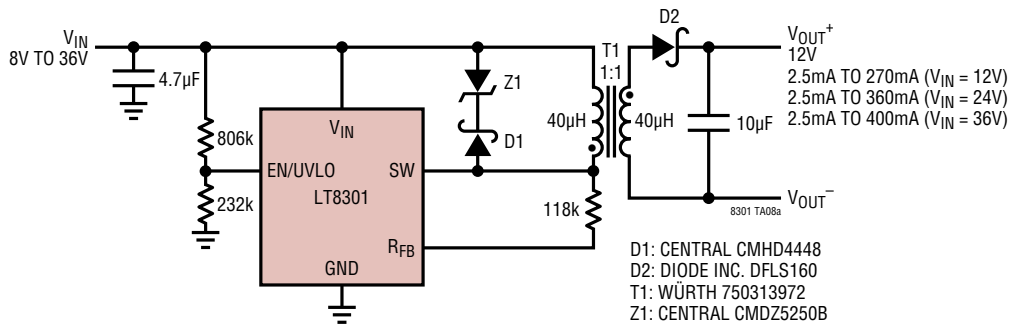 D2
V_IN
8V TO 36V
T1
1:1
V_OUT⁺
12V
2.5mA TO 270mA (V_IN = 12V)
2.5mA TO 360mA (V_IN = 24V)
2.5mA TO 400mA (V_IN = 36V)
4.7µF
Z1
806k
V_IN
40µH
40µH
10µF
D1
EN/UVLO
SW
LT8301
232k
118k
V_OUT⁻
8301 TA08a
R_FB
GND
D1: CENTRAL CMHD4448
D2: DIODE INC. DFLS160
T1: WÜRTH 750313972
Z1: CENTRAL CMDZ5250B